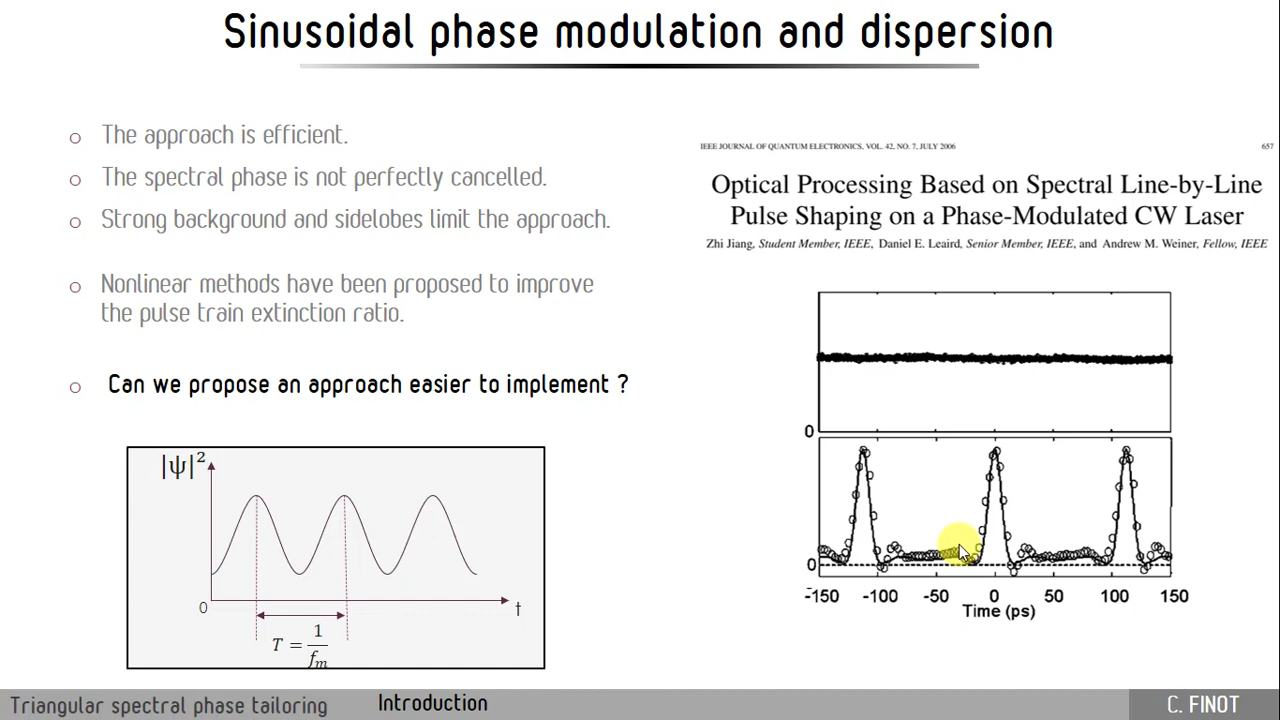 Sinusoidal phase modulation and dispersion
The approach is efficient.
The spectral phase is not perfectly cancelled.
Strong background and sidelobes limit the approach.
Nonlinear methods have been proposed to improve
the pulse train extinction ratio.
Can we propose an approach easier to implement ?
|ψ|²
0
t
T = 1/fm
IEEE JOURNAL OF QUANTUM ELECTRONICS, VOL. 42, NO. 7, JULY 2006 657
Optical Processing Based on Spectral Line-by-Line
Pulse Shaping on a Phase-Modulated CW Laser
Zhi Jiang, Student Member, IEEE, Daniel E. Leaird, Senior Member, IEEE, and Andrew M. Weiner, Fellow, IEEE
0
0
-150 -100 -50 0 50 100 150
Time (ps)
Triangular spectral phase tailoring Introduction C. FINOT